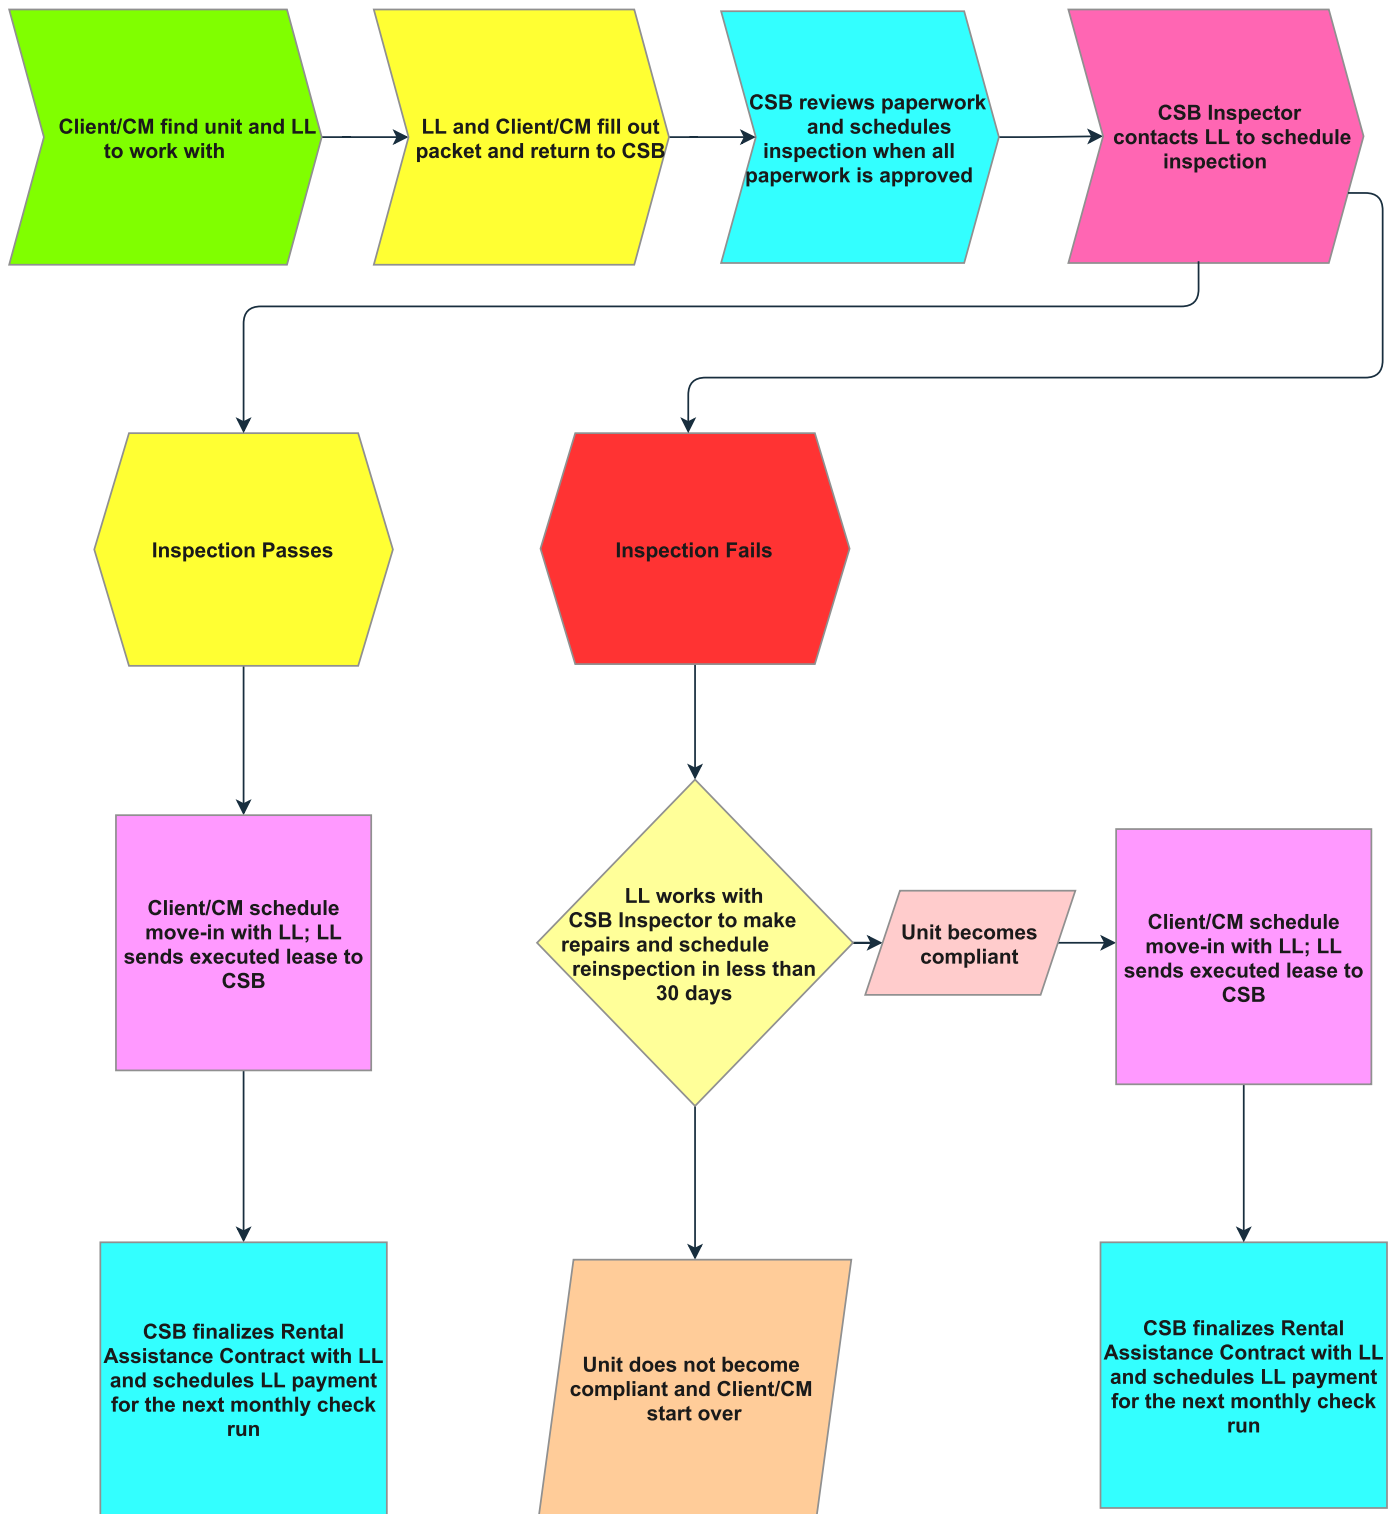 Client/CM find unit and LL
to work with
LL and Client/CM fill out
packet and return to CSB
CSB reviews paperwork
and schedules
inspection when all
paperwork is approved
CSB Inspector
contacts LL to schedule
inspection
Inspection Passes
Inspection Fails
Client/CM schedule
move-in with LL; LL
sends executed lease to
CSB
LL works with
CSB Inspector to make
repairs and schedule
reinspection in less than
30 days
Unit becomes
compliant
Client/CM schedule
move-in with LL; LL
sends executed lease to
CSB
CSB finalizes Rental
Assistance Contract with LL
and schedules LL payment
for the next monthly check
run
Unit does not become
compliant and Client/CM
start over
CSB finalizes Rental
Assistance Contract with LL
and schedules LL payment
for the next monthly check
run